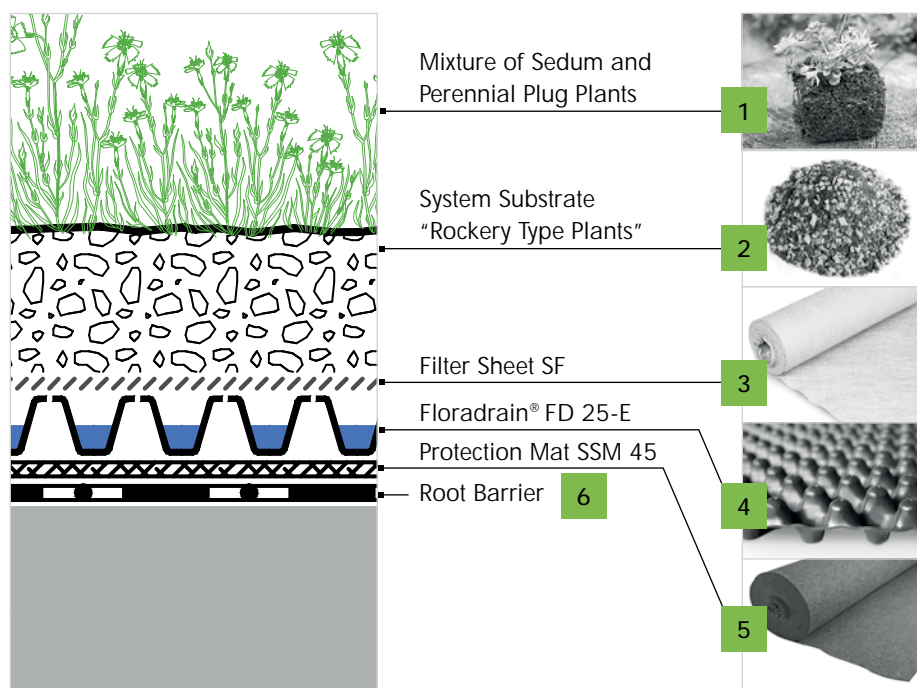 Mixture of Sedum and
Perennial Plug Plants
1
System Substrate
“Rockery Type Plants”
2
Filter Sheet SF
3
Floradrain® FD 25-E
4
Protection Mat SSM 45
5
Root Barrier
6